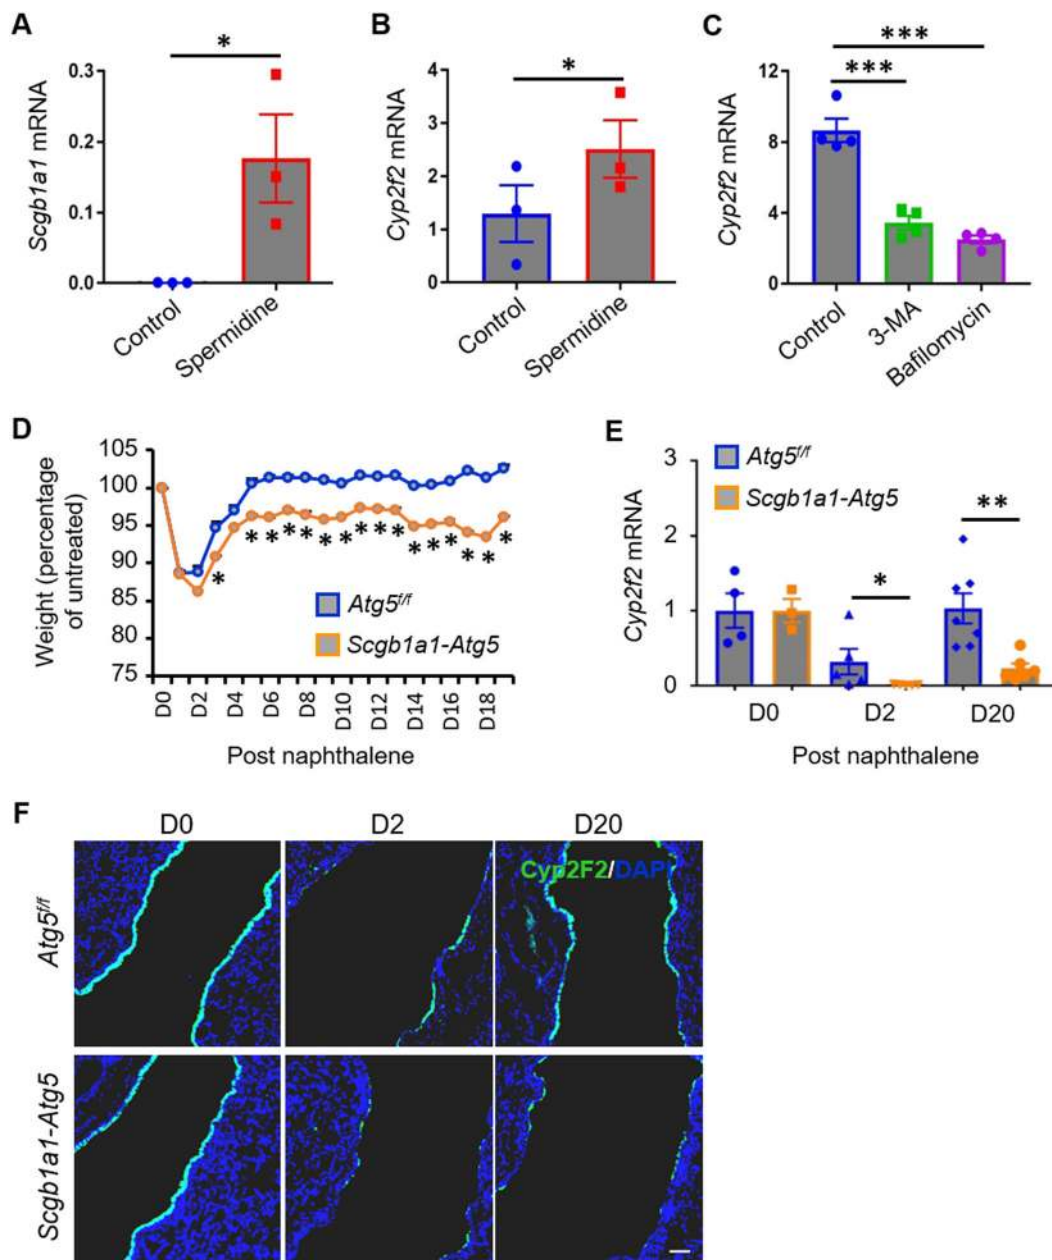 A
*
Scgb1a1 mRNA
0.3
0.2
0.1
0.0
Control
Spermidine
B
*
Cyp2f2 mRNA
4
3
2
1
0
Control
Spermidine
C
***
***
Cyp2f2 mRNA
12
8
4
0
Control
3-MA
Bafilomycin
D
Weight (percentage
of untreated)
105
100
95
90
85
80
75
* * * * * * * * * * * * * * * *
Atg5f/f
Scgb1a1-Atg5
D0
D2
D4
D6
D8
D10
D12
D14
D16
D18
Post naphthalene
E
Atg5f/f
Scgb1a1-Atg5
Cyp2f2 mRNA
3
2
1
0
*
**
D0
D2
D20
Post naphthalene
F
D0
D2
D20
Cyp2F2/DAPI
Atg5f/f
Scgb1a1-Atg5